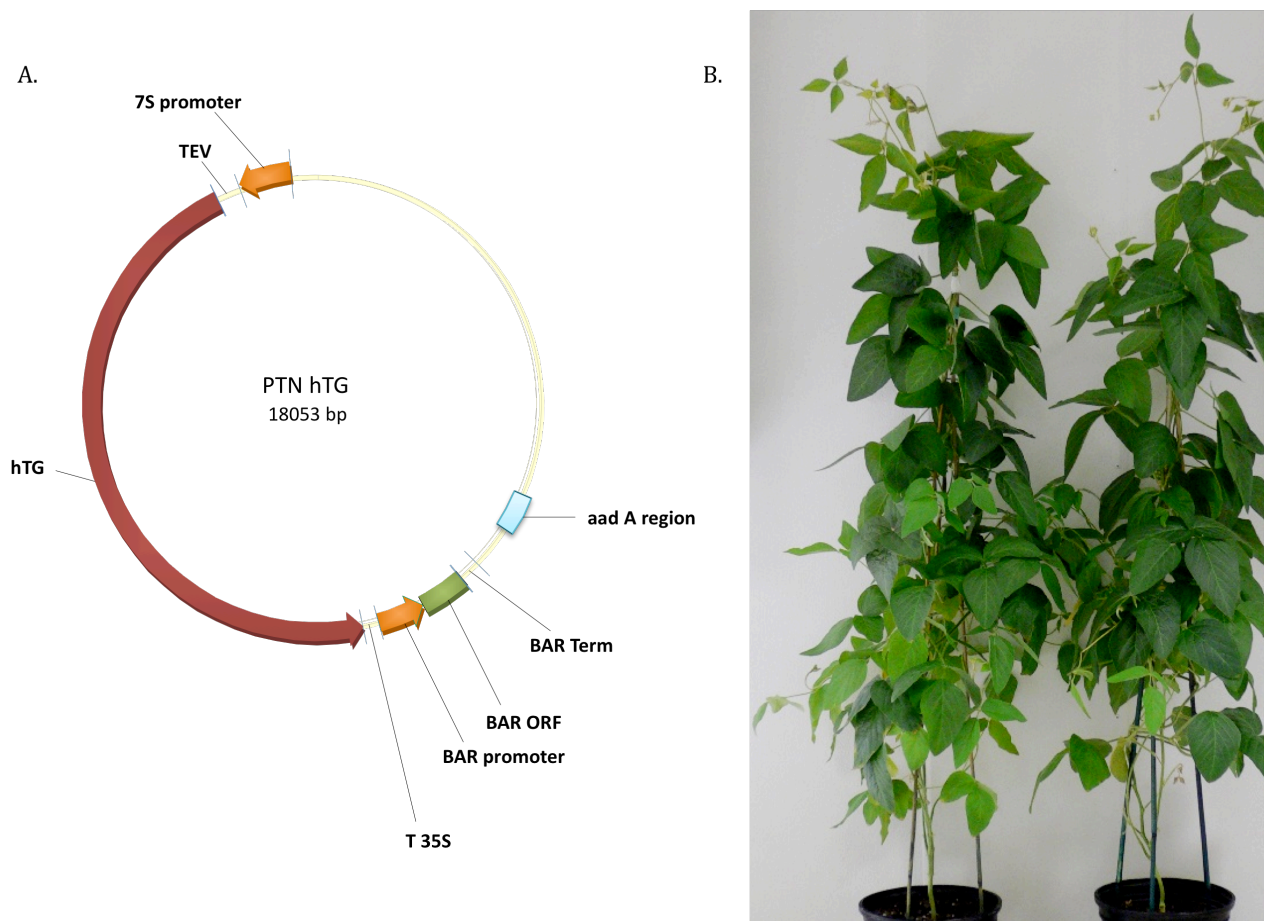 A.
B.
7S promoter
TEV
PTN hTG
18053 bp
hTG
aad A region
BAR Term
BAR ORF
BAR promoter
T 35S